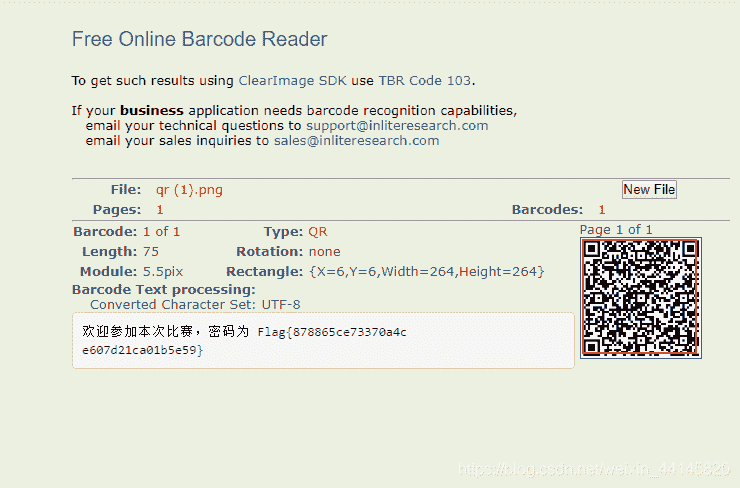 Free Online Barcode Reader
To get such results using ClearImage SDK use TBR Code 103.
If your business application needs barcode recognition capabilities,
email your technical questions to support@inliteresearch.com
email your sales inquiries to sales@inliteresearch.com
File: qr (1).png New File
Pages: 1 Barcodes: 1
Barcode: 1 of 1 Type: QR Page 1 of 1
Length: 75 Rotation: none
Module: 5.5pix Rectangle: {X=6,Y=6,Width=264,Height=264}
Barcode Text processing:
Converted Character Set: UTF-8
欢迎参加本次比赛，密码为 Flag{878865ce73370a4c
e607d21ca01b5e59}
https://blog.csdn.net/weixin_44145820